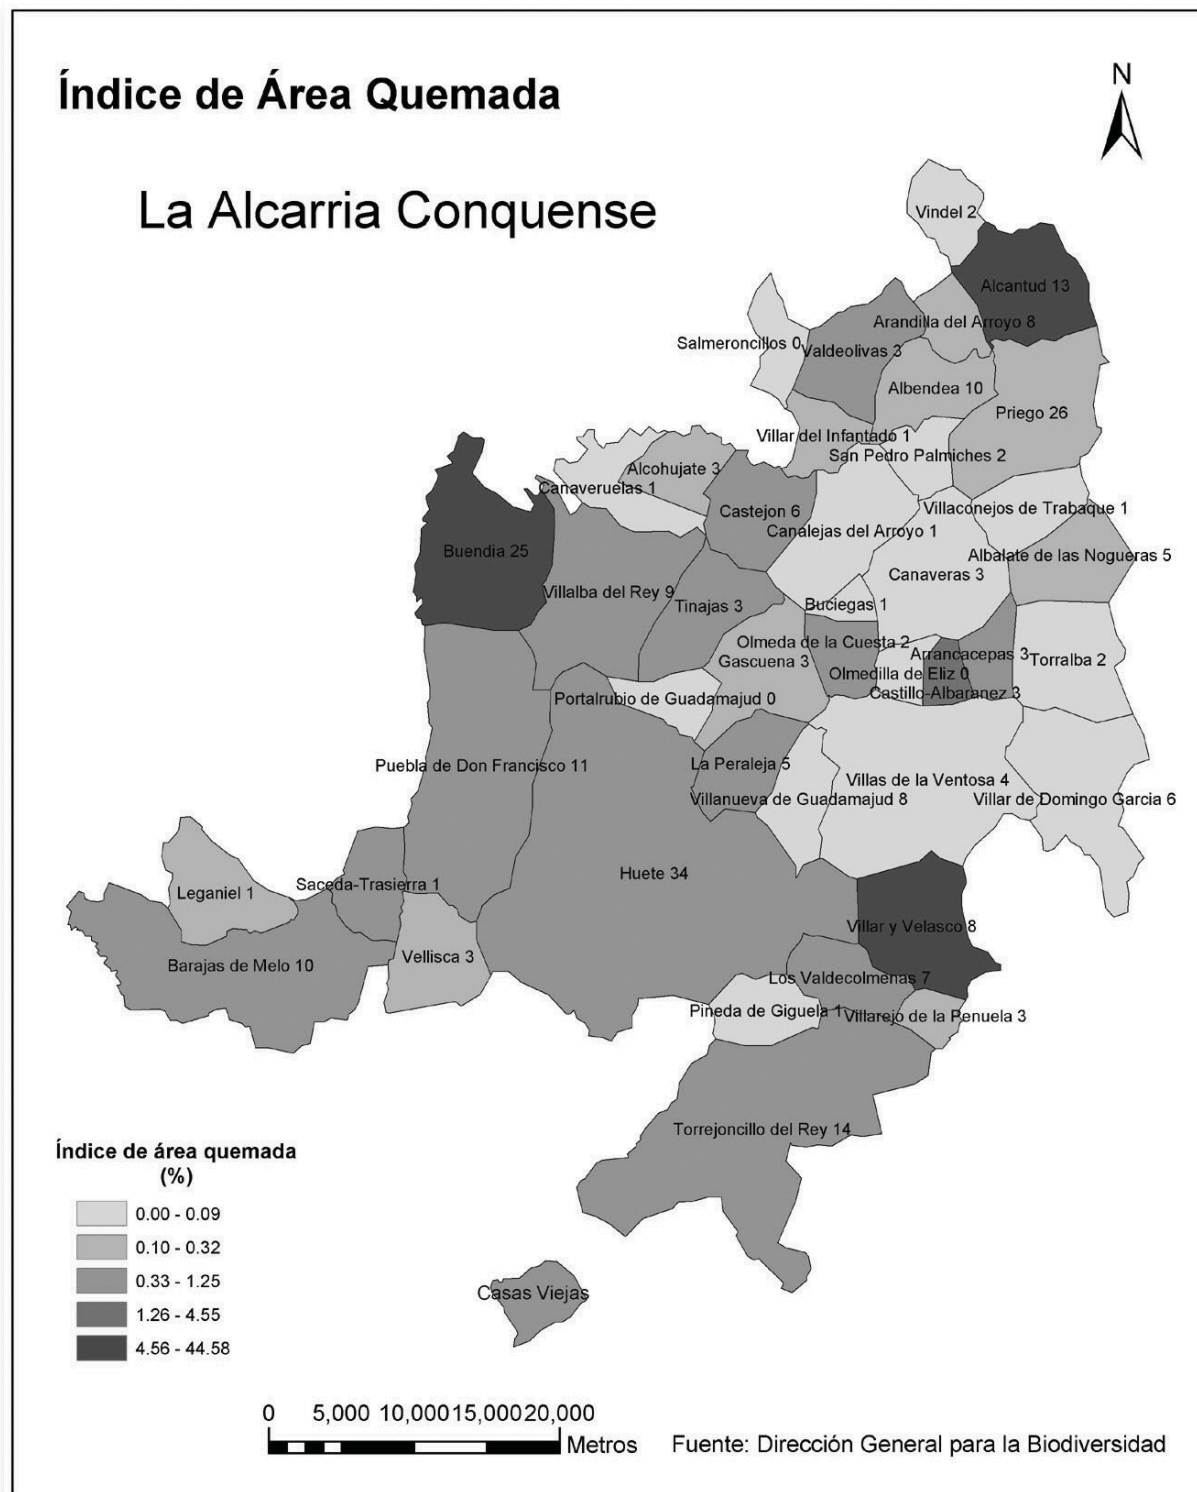 Índice de Área Quemada
N
La Alcarria Conquense
Vindel 2
Alcantud 13
Arandilla del Arroyo 8
Salmeroncillos 0
Valdeolivas 3
Albendea 10
Priego 26
Villar del Infantado 1
San Pedro Palmiches 2
Alcohujate 3
Canaveruelas 1
Castejon 6
Villaconejos de Trabaque 1
Canalejas del Arroyo 1
Buendia 25
Albalate de las Nogueras 5
Canaveras 3
Villalba del Rey 9
Tinajas 3
Buciegas 1
Olmeda de la Cuesta 2
Arrancacepas 3
Gascuena 3
Torralba 2
Olmedilla de Eliz 0
Castillo-Albaranez 3
Portalrubio de Guadamajud 0
Puebla de Don Francisco 11
La Peraleja 5
Villas de la Ventosa 4
Villanueva de Guadamajud 8
Villar de Domingo Garcia 6
Huete 34
Saceda-Trasierra 1
Leganiel 1
Villar y Velasco 8
Vellisca 3
Barajas de Melo 10
Los Valdecolmenas 7
Pineda de Giguela 1
Villarejo de la Penuela 3
Torrejoncillo del Rey 14
Casas Viejas
Índice de área quemada
(%)
0.00 - 0.09
0.10 - 0.32
0.33 - 1.25
1.26 - 4.55
4.56 - 44.58
0 5,000 10,000 15,000 20,000
Metros
Fuente: Dirección General para la Biodiversidad